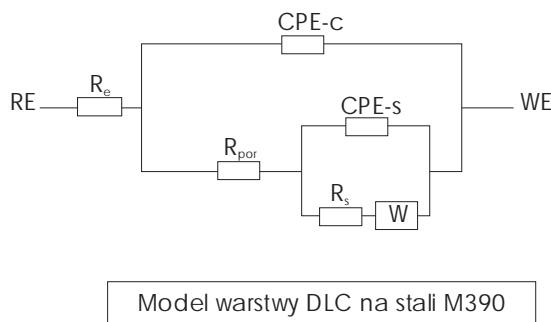 CPE-c
RE
Re
WE
CPE-s
Rpor
Rs
W
Model warstwy DLC na stali M390